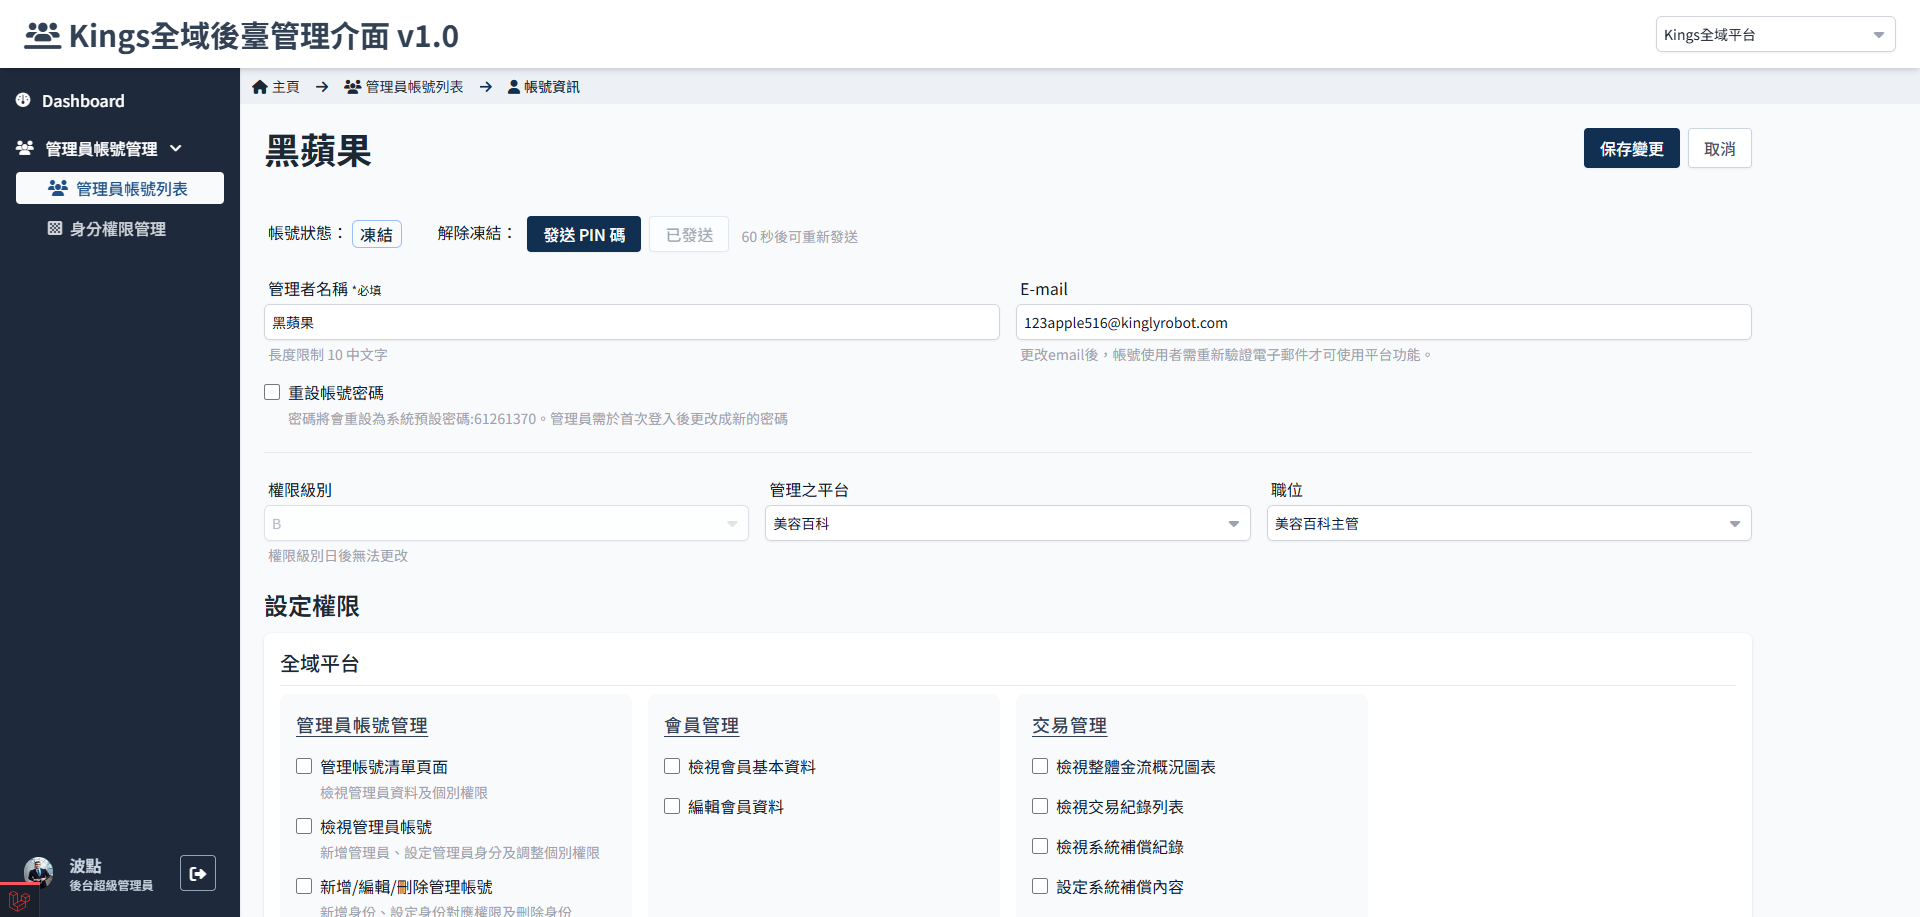 Kings全域後臺管理介面 v1.0
Kings全域平台
Dashboard
管理員帳號管理
管理員帳號列表
身分權限管理
主頁 → 管理員帳號列表 → 帳號資訊
黑蘋果
保存變更
取消
帳號狀態： 凍結 解除凍結： 發送 PIN 碼 已發送 60 秒後可重新發送
管理者名稱 *必填
黑蘋果
長度限制 10 中文字
E-mail
123apple516@kinglyrobot.com
更改email後，帳號使用者需重新驗證電子郵件才可使用平台功能。
重設帳號密碼
密碼將會重設為系統預設密碼:61261370。管理員需於首次登入後更改成新的密碼
權限級別
B
權限級別日後無法更改
管理之平台
美容百科
職位
美容百科主管
設定權限
全域平台
管理員帳號管理
管理帳號清單頁面
檢視管理員資料及個別權限
檢視管理員帳號
新增管理員、設定管理員身分及調整個別權限
新增/編輯/刪除管理帳號
新增身份、設定身份對應權限及刪除身份
會員管理
檢視會員基本資料
編輯會員資料
交易管理
檢視整體金流概況圖表
檢視交易紀錄列表
檢視系統補償紀錄
設定系統補償內容
波點
後台超級管理員